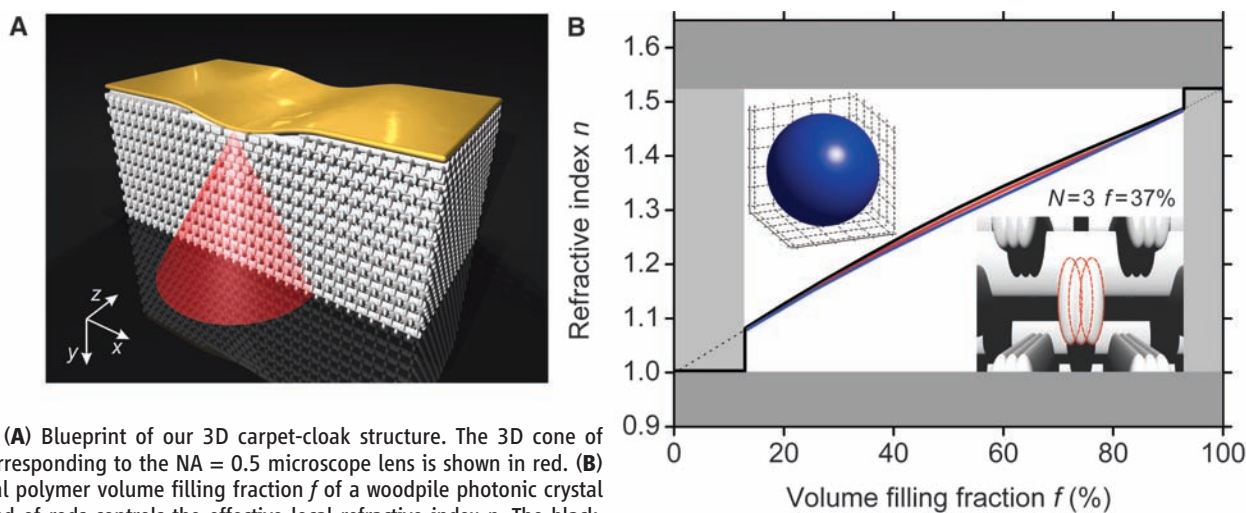 A
z
y
x
B
Refractive index n
1.6
1.5
1.4
1.3
1.2
1.1
1.0
0.9
N=3 f=37%
0
20
40
60
80
100
Volume filling fraction f (%)
(A) Blueprint of our 3D carpet-cloak structure. The 3D cone of
rresponding to the NA = 0.5 microscope lens is shown in red. (B)
al polymer volume filling fraction f of a woodpile photonic crystal
ed of rods controls the effective local refractive index n. The black